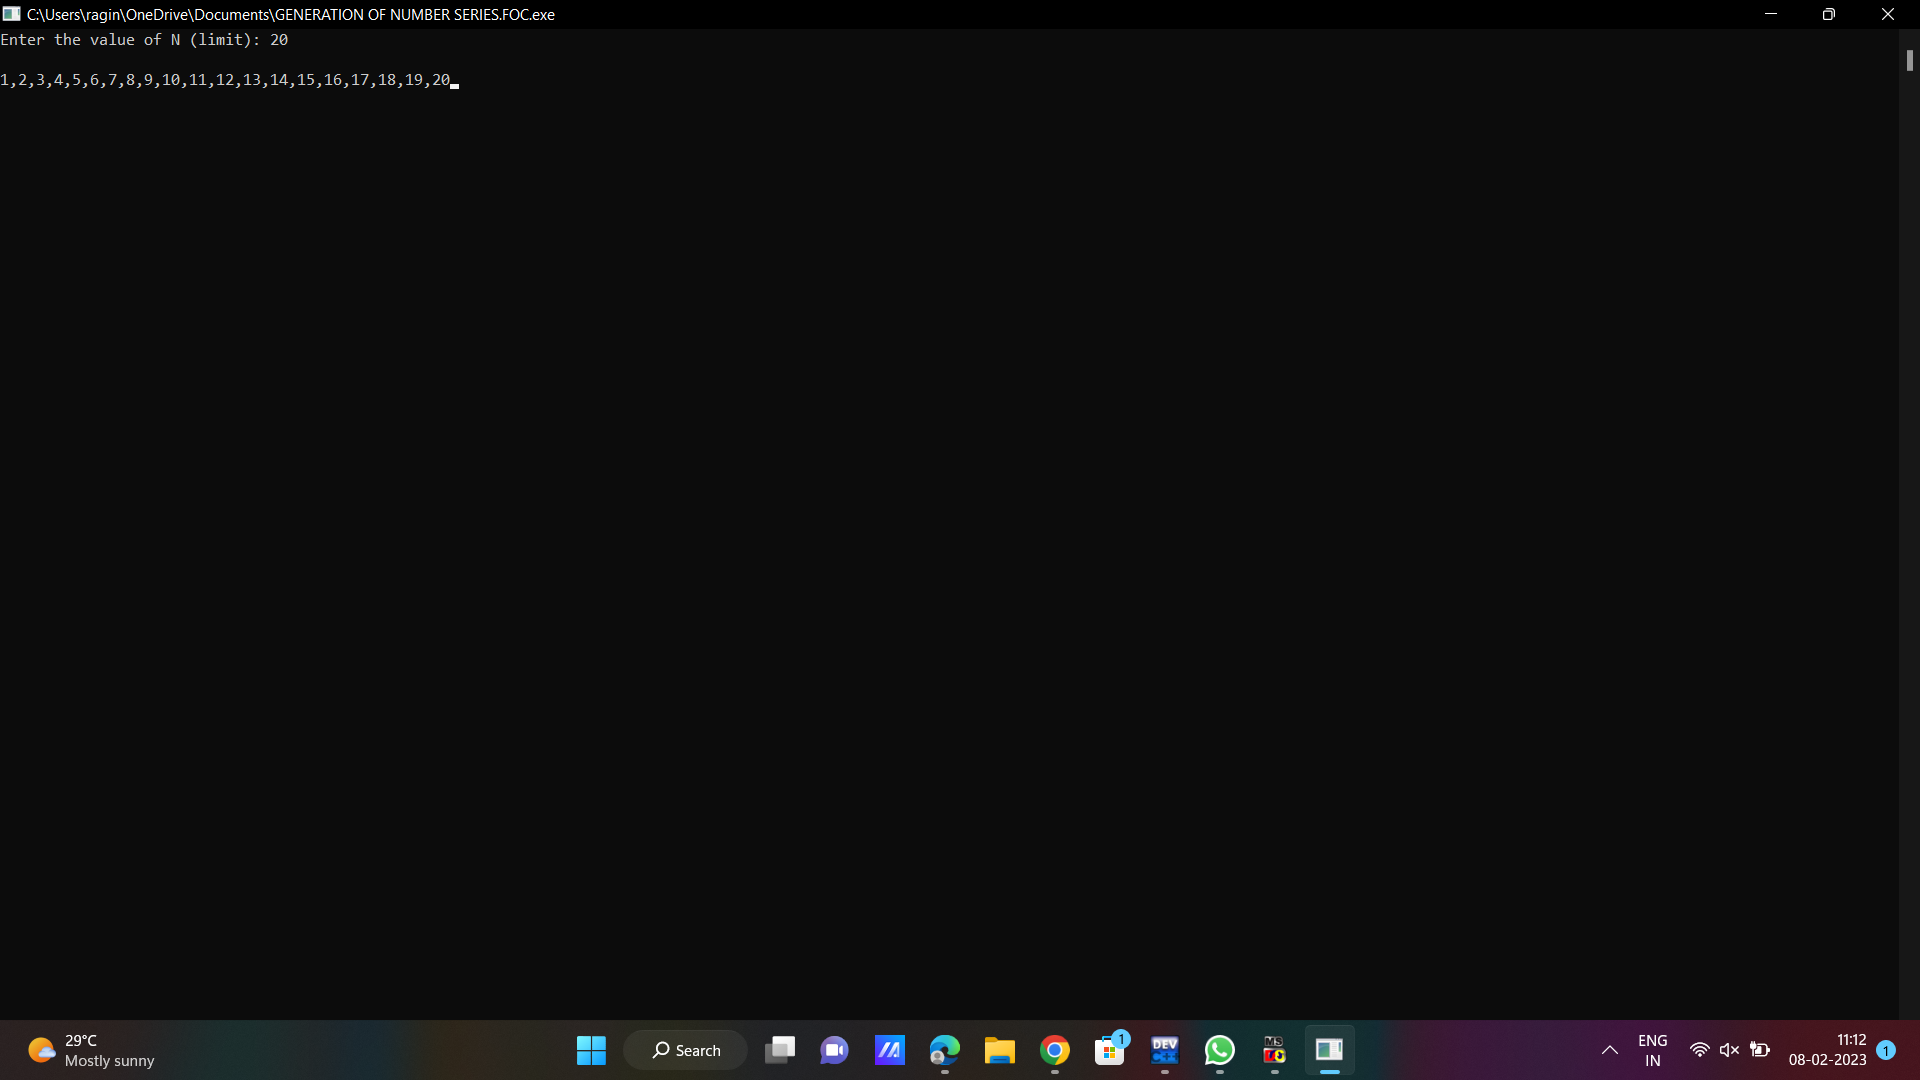 C:\Users\ragin\OneDrive\Documents\GENERATION OF NUMBER SERIES.FOC.exe
Enter the value of N (limit): 20
1,2,3,4,5,6,7,8,9,10,11,12,13,14,15,16,17,18,19,20
29°C
Mostly sunny
Search
1
DEV
C++
MS
ENG
IN
11:12
08-02-2023
1